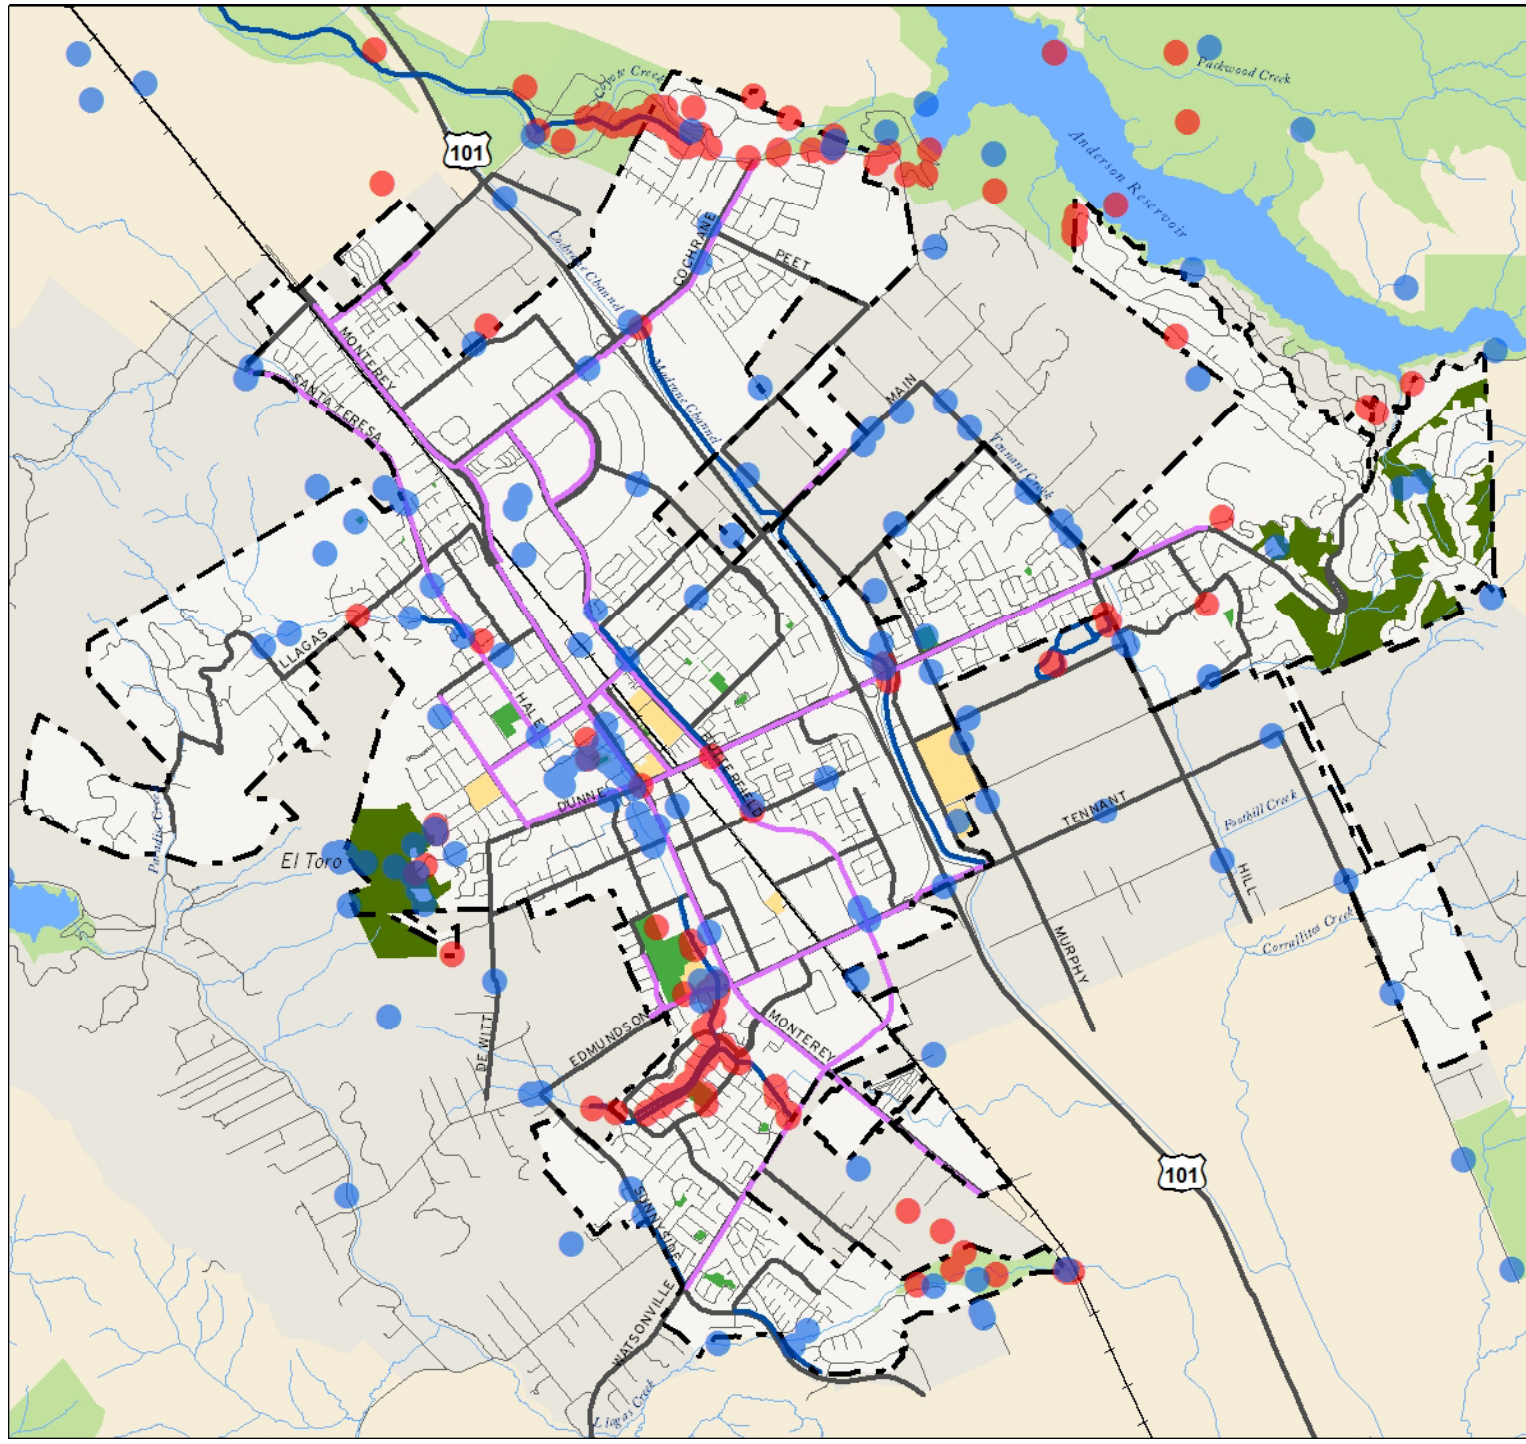 Coyote Creek
Packwood Creek
101
Anderson Reservoir
COCHRANE
Cochrane Channel
PEET
MONTEREY
SANTA TERESA
Madrone Channel
MAIN
Tennant Creek
LLAGAS
HALE
BUTTERFIELD
DUNNE
TENNANT
Foothill Creek
Paradise Creek
El Toro
HILL
Corralitos Creek
MURPHY
EDMUNDSON
MONTEREY
DE WITT
101
SUNNYSIDE
WATSONVILLE
Llagas Creek